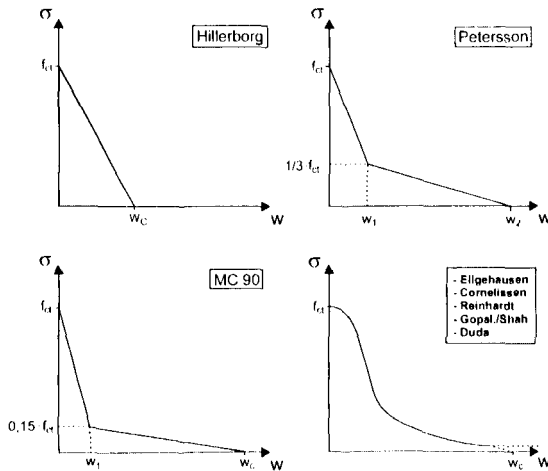 σ
Hillerborg
f_ct
w_c
w
σ
Petersson
f_ct
1/3·f_ct
w_1
w_2
w
σ
MC 90
f_ct
0,15·f_ct
w_1
w_c
w
σ
- Eligehausen
- Cornelissen
- Reinhardt
- Gopal./Shah
- Duda
f_ct
w_c
w